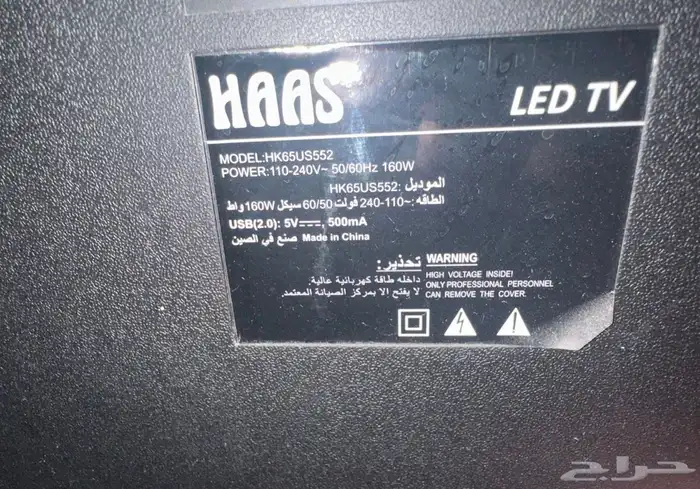 HAAS
LED TV
MODEL:HK65US552
POWER:110-240V~ 50/60Hz 160W
الموديل :HK65US552
الطاقه :~110-240 فولت 60/50 سيكل 160W واط
USB(2.0): 5V⎓, 500mA
صنع في الصين Made in China
تحذير: WARNING
داخله طاقة كهربائية عالية. HIGH VOLTAGE INSIDE!
لا يفتح الا بمركز الصيانة المعتمد. ONLY PROFESSIONAL PERSONNEL
CAN REMOVE THE COVER.
حراج